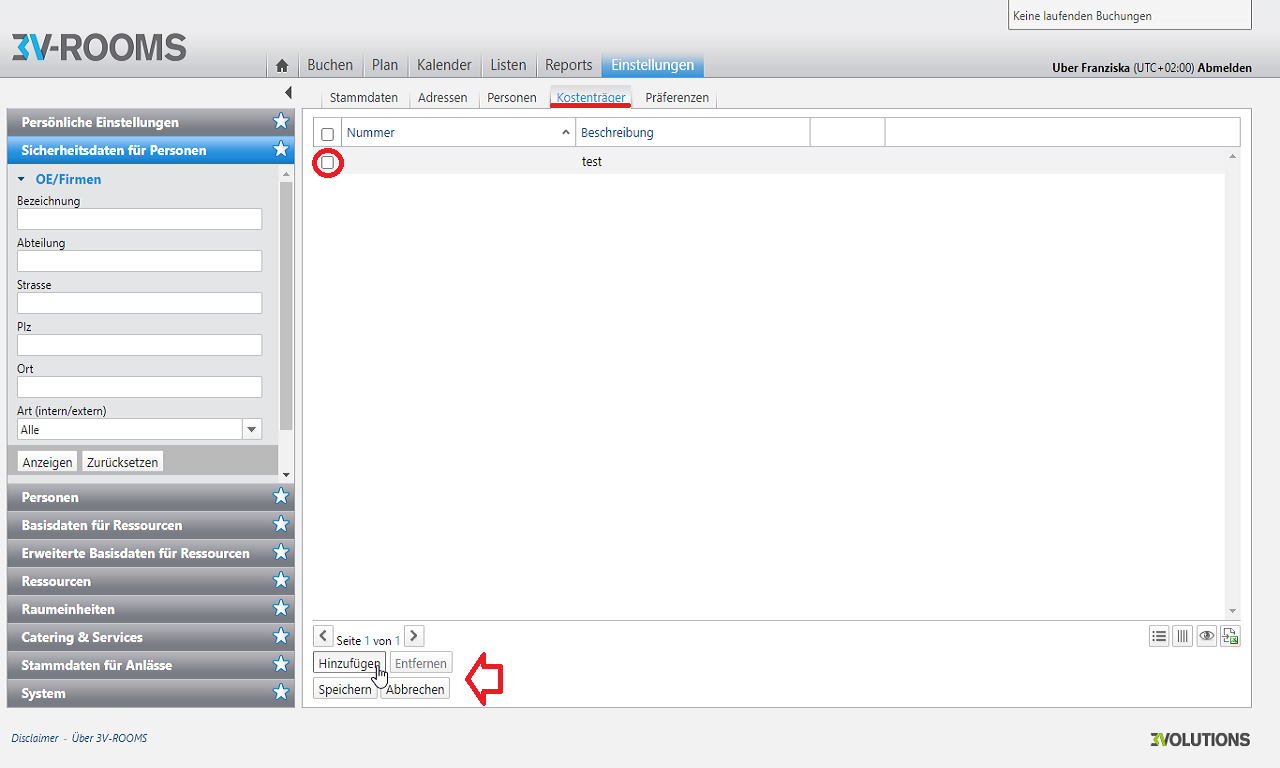 Keine laufenden Buchungen
3V-ROOMS
Buchen Plan Kalender Listen Reports Einstellungen
Uber Franziska (UTC+02:00) Abmelden
Stammdaten Adressen Personen Kostenträger Präferenzen
Persönliche Einstellungen
Sicherheitsdaten für Personen
OE/Firmen
Bezeichnung
Abteilung
Strasse
Plz
Ort
Art (intern/extern)
Alle
Anzeigen Zurücksetzen
Personen
Basisdaten für Ressourcen
Erweiterte Basisdaten für Ressourcen
Ressourcen
Raumeinheiten
Catering & Services
Stammdaten für Anlässe
System
Nummer Beschreibung
test
Seite 1 von 1
Hinzufügen Entfernen
Speichern Abbrechen
Disclaimer - Über 3V-ROOMS
3VOLUTIONS